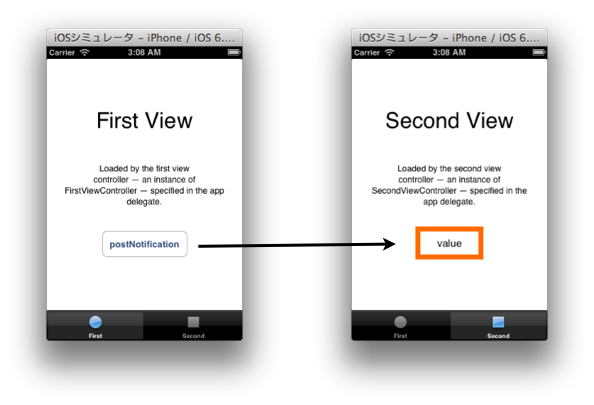 iOSシミュレータ – iPhone / iOS 6....
Carrier 3:08 AM
First View
Loaded by the first view
controller — an instance of
FirstViewController — specified in the app
delegate.
postNotification
First Second
iOSシミュレータ – iPhone / iOS 6....
Carrier 3:08 AM
Second View
Loaded by the second view
controller — an instance of
SecondViewController — specified in the
app delegate.
value
First Second